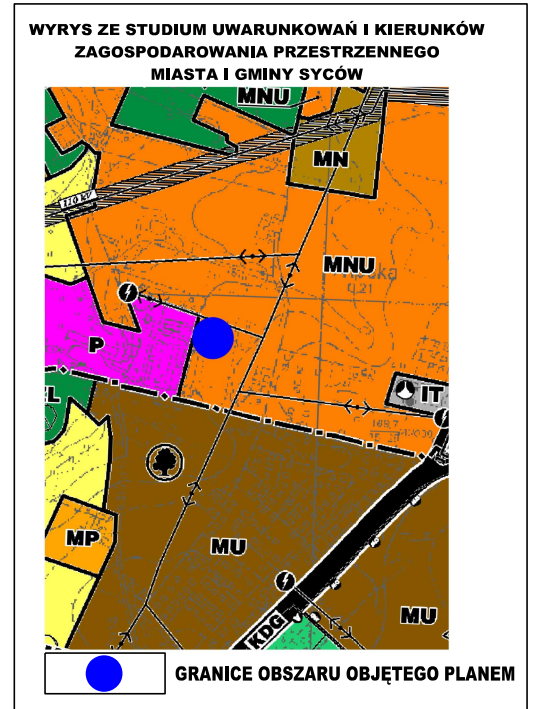 WYRYS ZE STUDIUM UWARUNKOWAŃ I KIERUNKÓW
ZAGOSPODAROWANIA PRZESTRZENNEGO
MIASTA I GMINY SYCÓW
MNU
MN
MNU
P
IT
MP
MU
MU
KDG
GRANICE OBSZARU OBJĘTEGO PLANEM